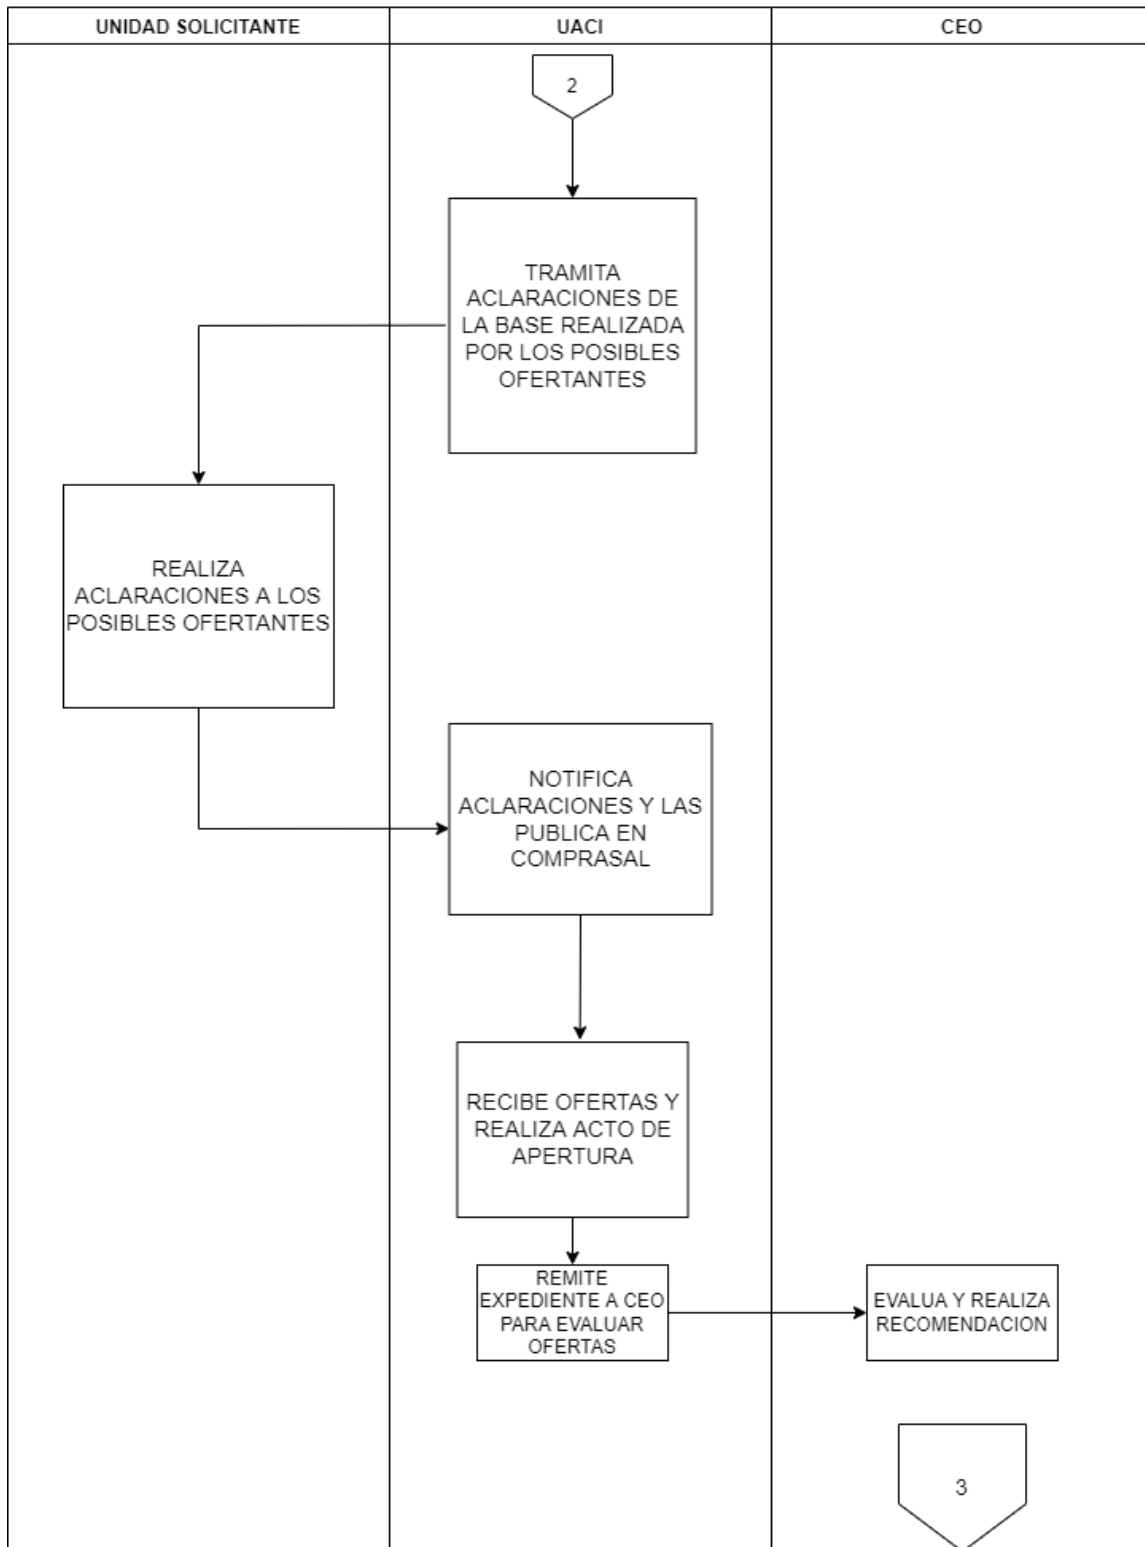 UNIDAD SOLICITANTE
UACI
CEO
2
TRAMITA
ACLARACIONES DE
LA BASE REALIZADA
POR LOS POSIBLES
OFERTANTES
REALIZA
ACLARACIONES A LOS
POSIBLES OFERTANTES
NOTIFICA
ACLARACIONES Y LAS
PUBLICA EN
COMPRASAL
RECIBE OFERTAS Y
REALIZA ACTO DE
APERTURA
REMITE
EXPEDIENTE A CEO
PARA EVALUAR
OFERTAS
EVALUA Y REALIZA
RECOMENDACION
3